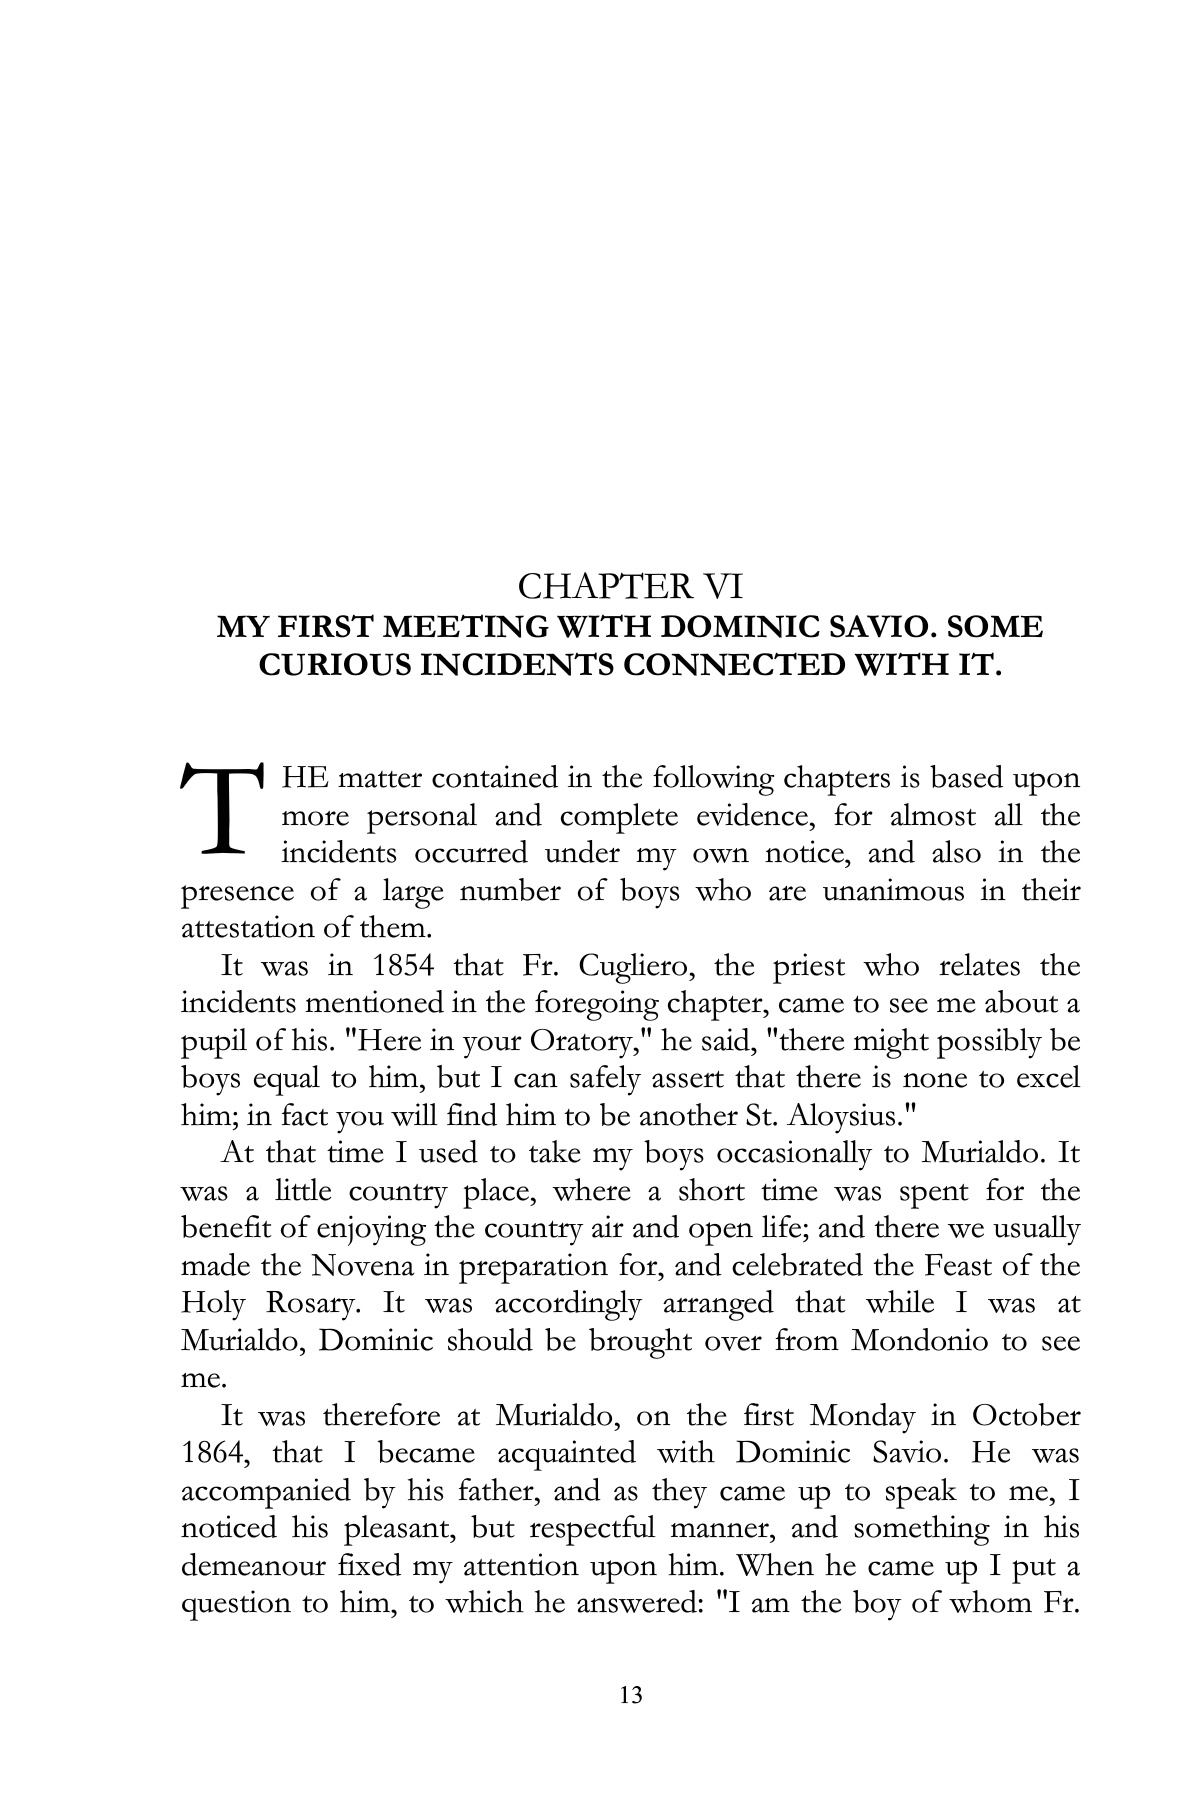 CHAPTER VI
MY FIRST MEETING WITH DOMINIC SAVIO. SOME
CURIOUS INCIDENTS CONNECTED WITH IT.
THE matter contained in the following chapters is based upon
more personal and complete evidence, for almost all the
incidents occurred under my own notice, and also in the
presence of a large number of boys who are unanimous in their
attestation of them.
It was in 1854 that Fr. Cugliero, the priest who relates the
incidents mentioned in the foregoing chapter, came to see me about a
pupil of his. "Here in your Oratory," he said, "there might possibly be
boys equal to him, but I can safely assert that there is none to excel
him; in fact you will find him to be another St. Aloysius."
At that time I used to take my boys occasionally to Murialdo. It
was a little country place, where a short time was spent for the
benefit of enjoying the country air and open life; and there we usually
made the Novena in preparation for, and celebrated the Feast of the
Holy Rosary. It was accordingly arranged that while I was at
Murialdo, Dominic should be brought over from Mondonio to see
me.
It was therefore at Murialdo, on the first Monday in October
1864, that I became acquainted with Dominic Savio. He was
accompanied by his father, and as they came up to speak to me, I
noticed his pleasant, but respectful manner, and something in his
demeanour fixed my attention upon him. When he came up I put a
question to him, to which he answered: "I am the boy of whom Fr.
13